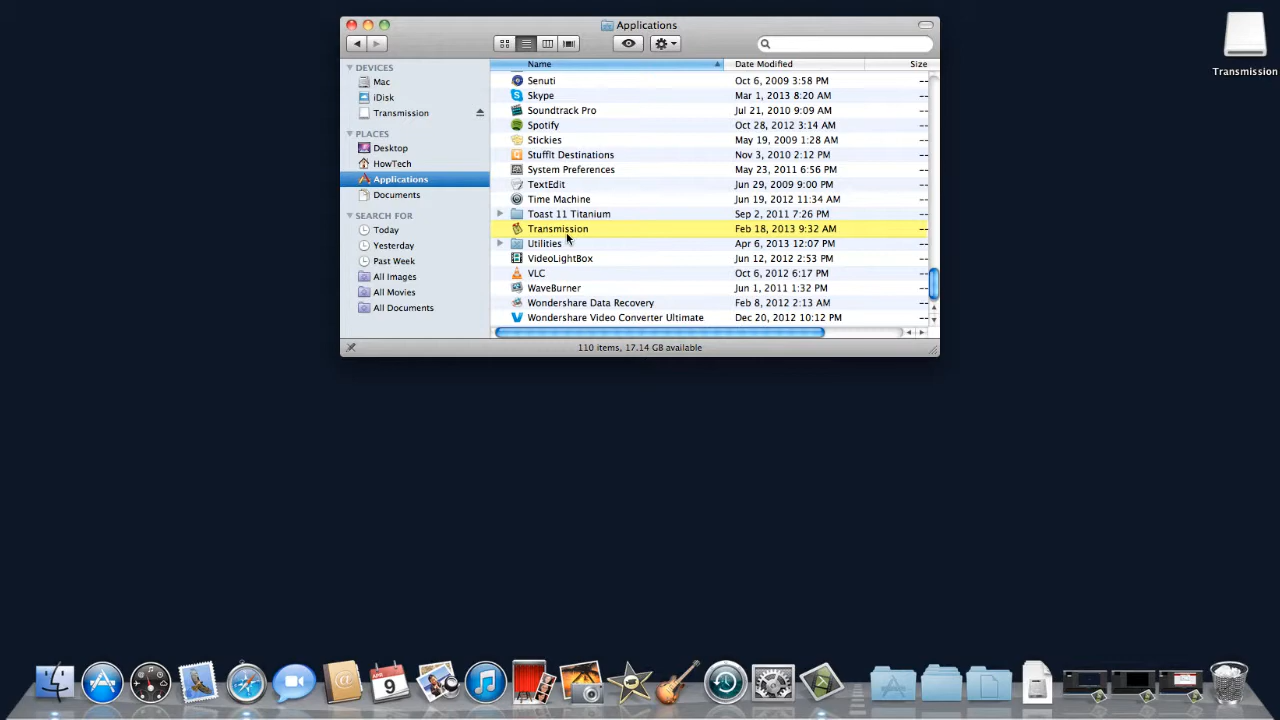 Applications
Name Date Modified Size
DEVICES
Mac
iDisk
Transmission
PLACES
Desktop
HowTech
Applications
Documents
SEARCH FOR
Today
Yesterday
Past Week
All Images
All Movies
All Documents
Senuti Oct 6, 2009 3:58 PM --
Skype Mar 1, 2013 8:20 AM --
Soundtrack Pro Jul 21, 2010 9:09 AM --
Spotify Oct 28, 2012 3:14 AM --
Stickies May 19, 2009 1:28 AM --
StuffIt Destinations Nov 3, 2010 2:12 PM --
System Preferences May 23, 2011 6:56 PM --
TextEdit Jun 29, 2009 9:00 PM --
Time Machine Jun 19, 2012 11:34 AM --
Toast 11 Titanium Sep 2, 2011 7:26 PM --
Transmission Feb 18, 2013 9:32 AM --
Utilities Apr 6, 2013 12:07 PM --
VideoLightBox Jun 12, 2012 2:53 PM --
VLC Oct 6, 2012 6:17 PM --
WaveBurner Jun 1, 2011 1:32 PM --
Wondershare Data Recovery Feb 8, 2012 2:13 AM --
Wondershare Video Converter Ultimate Dec 20, 2012 10:12 PM --
110 items, 17.14 GB available
Transmission
APR
9